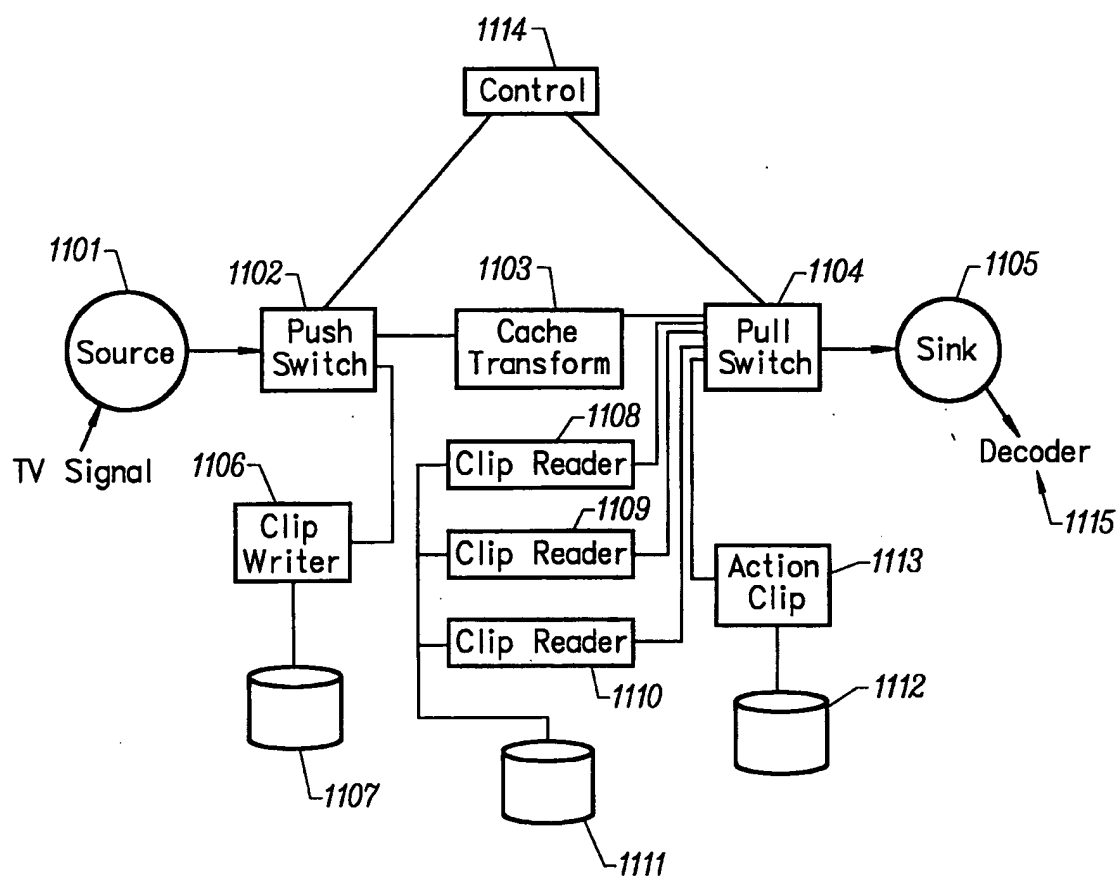 1114
Control
1101
1102
1103
1104
1105
Source
Push
Switch
Cache
Transform
Pull
Switch
Sink
TV Signal
Decoder
1115
1106
Clip
Writer
1108
Clip Reader
1109
Clip Reader
Clip Reader
1110
Action
Clip
1113
1107
1111
1112